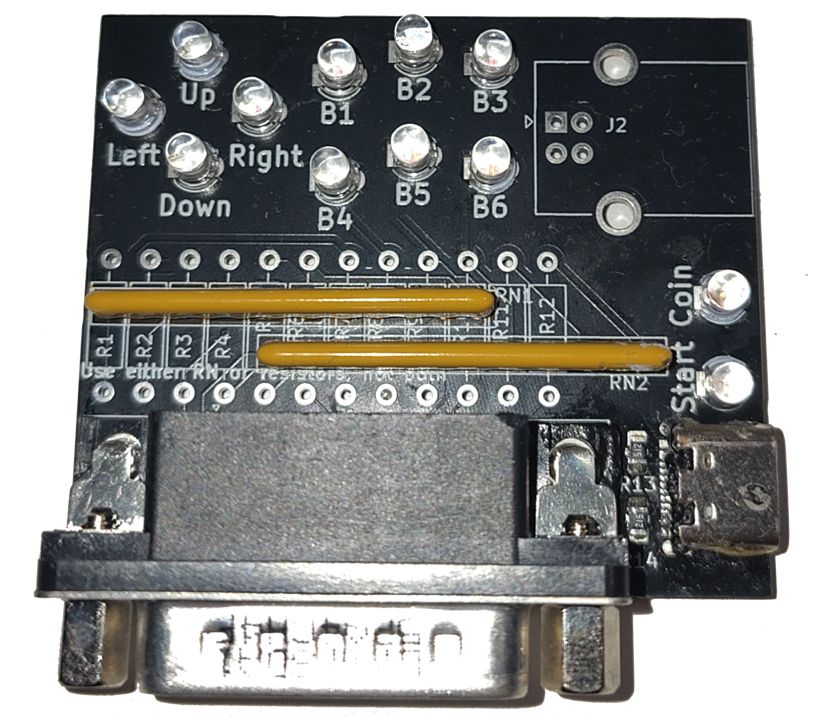 Up
B1
B2
B3
J2
Left
Right
Down
B4
B5
B6
Coin
RN1
R1
R2
R3
R4
R12
Use either RN or resistors, not both
RN2
Start
R13